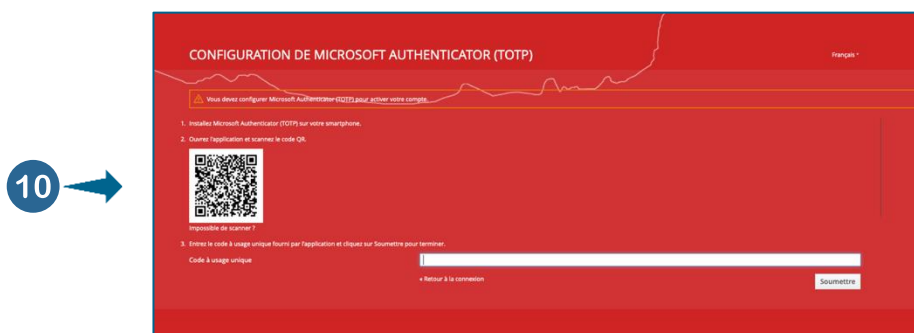 CONFIGURATION DE MICROSOFT AUTHENTICATOR (TOTP)
Français
Vous devez configurer Microsoft Authenticator (TOTP) pour activer votre compte.
1. Installez Microsoft Authenticator (TOTP) sur votre smartphone.
2. Ouvrez l'application et scannez le code QR.
10
Impossible de scanner ?
3. Entrez le code à usage unique fourni par l'application et cliquez sur Soumettre pour terminer.
Code à usage unique
« Retour à la connexion
Soumettre